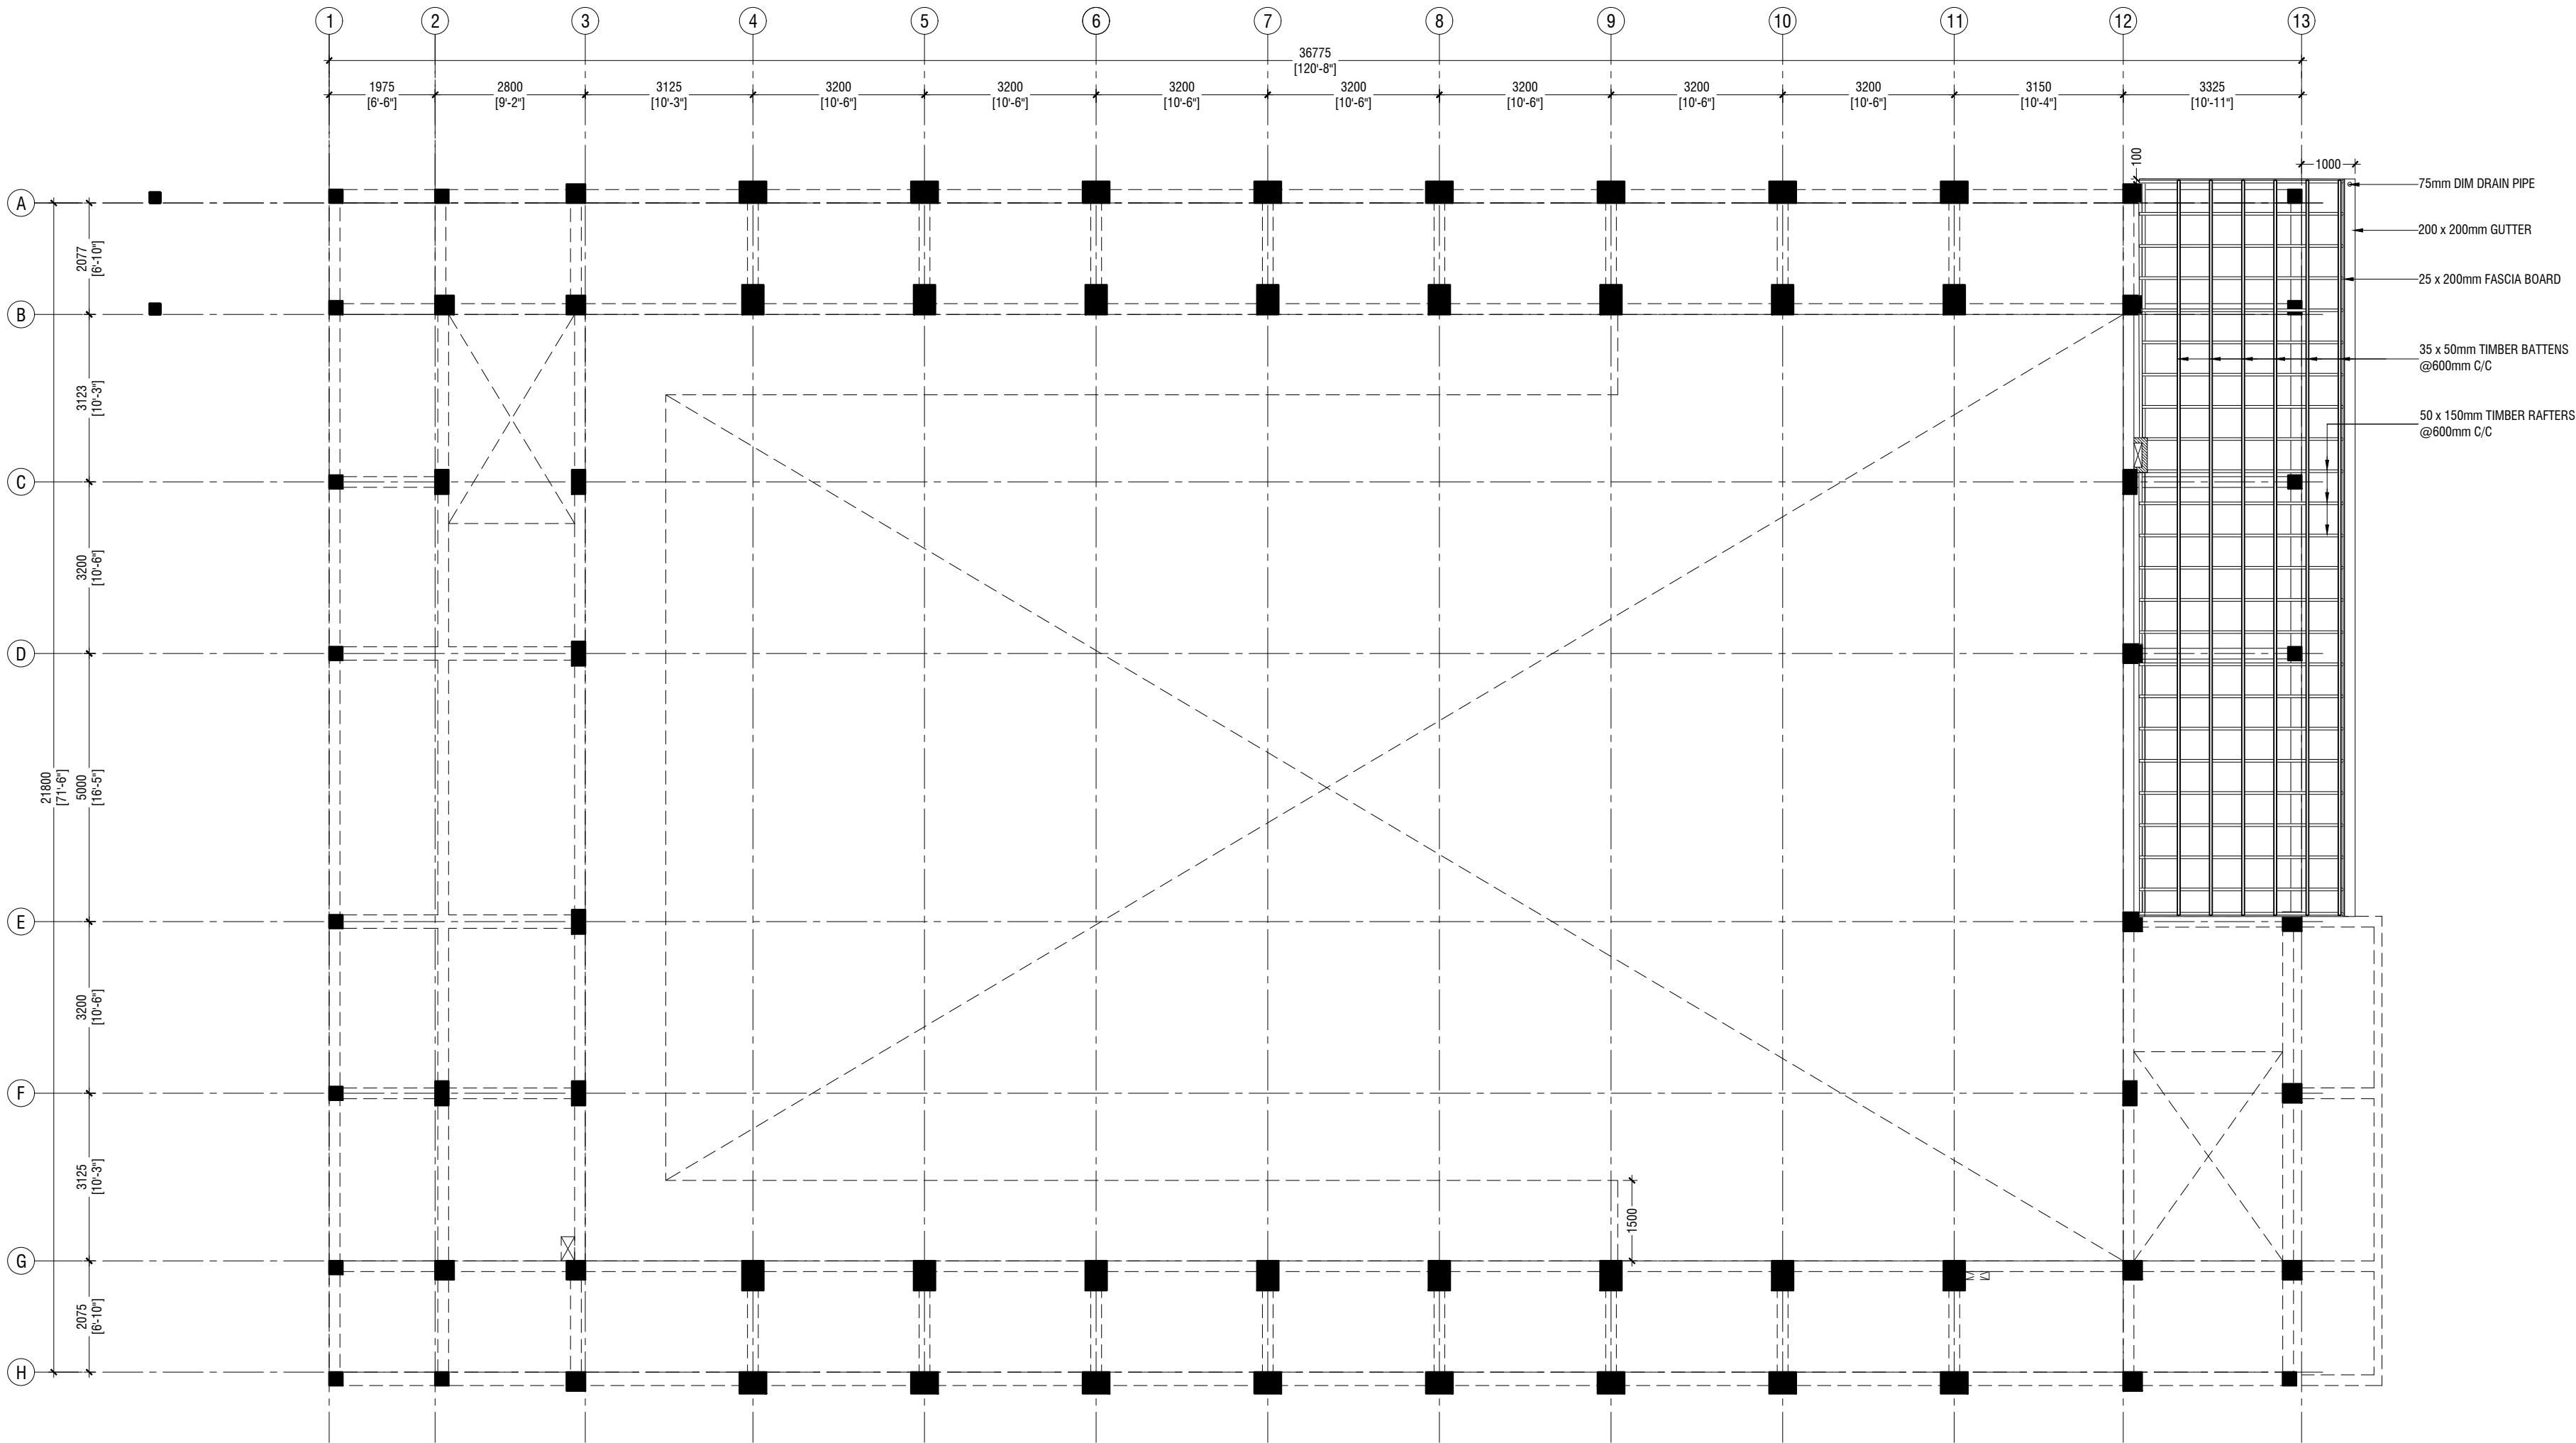 1 2 3 4 5 6 7 8 9 10 11 12 13
36775
[120'-8"]
1975 2800 3125 3200 3200 3200 3200 3200 3200 3200 3150 3325
[6'-6"] [9'-2"] [10'-3"] [10'-6"] [10'-6"] [10'-6"] [10'-6"] [10'-6"] [10'-6"] [10'-6"] [10'-4"] [10'-11"]
100
1000
75mm DIM DRAIN PIPE
200 x 200mm GUTTER
25 x 200mm FASCIA BOARD
35 x 50mm TIMBER BATTENS
@600mm C/C
50 x 150mm TIMBER RAFTERS
@600mm C/C
A
2077
[6'-10"]
B
3123
[10'-3"]
C
3200
[10'-6"]
D
21800
[71'-6"]
5000
[16'-5"]
E
3200
[10'-6"]
F
3125
[10'-3"]
1500
G
2075
[6'-10"]
H